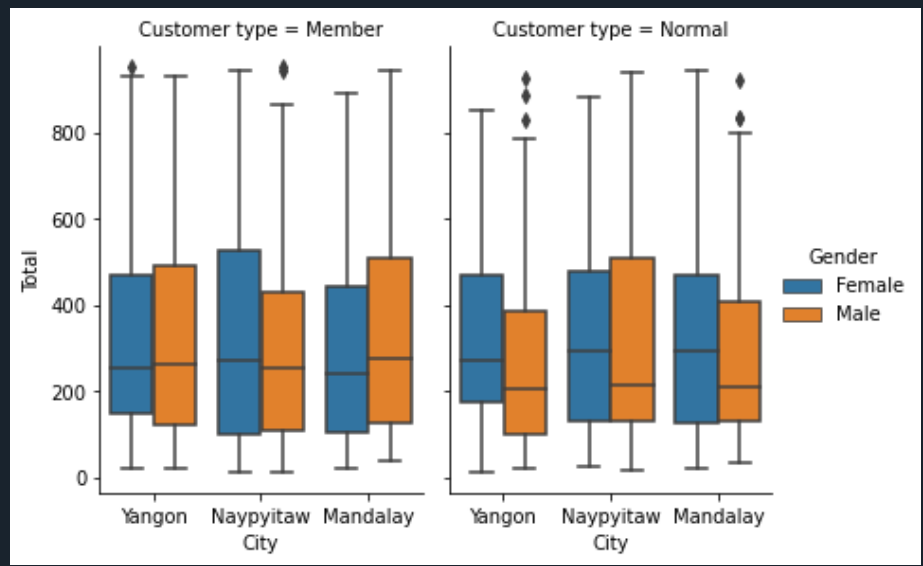 Customer type = Member
Customer type = Normal
800
600
400
200
0
Total
Yangon
Naypyitaw
Mandalay
City
Yangon
Naypyitaw
Mandalay
City
Gender
Female
Male